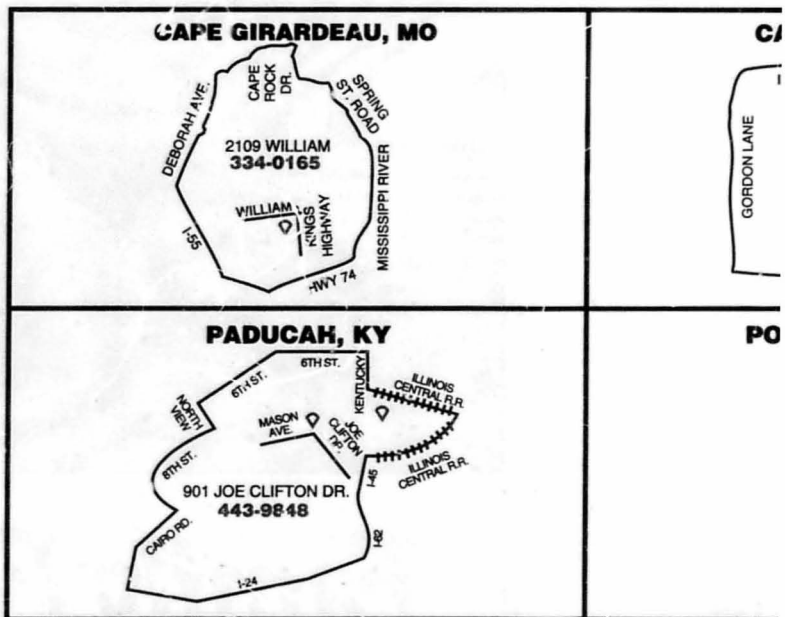 CAPE GIRARDEAU, MO
CAPE
ROCK
DR.
SPRING
ST. ROAD
DEBORAH AVE.
2109 WILLIAM
334-0165
WILLIAM
KINGS
HIGHWAY
MISSISSIPPI RIVER
I-55
HWY 74
CA
GORDON LANE
PADUCAH, KY
6TH ST.
6TH ST.
KENTUCKY
ILLINOIS
CENTRAL R.R.
NORTH
VIEW
MASON
AVE.
JOE
CLIFTON
DR.
8TH ST.
ILLINOIS
CENTRAL R.R.
I-45
901 JOE CLIFTON DR.
443-9848
CAIRO RD.
I-62
I-24
PO